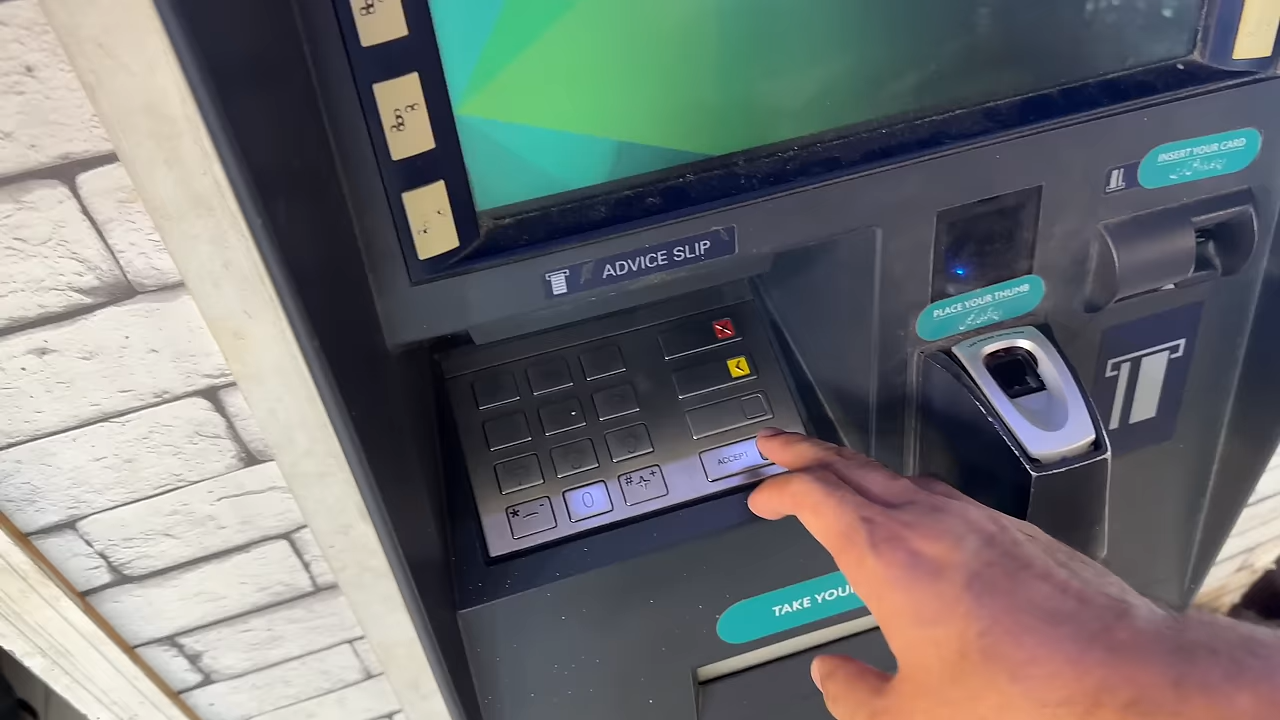 INSERT YOUR CARD
ADVICE SLIP
PLACE YOUR THUMB
ACCEPT
* -
0
# +
TAKE YOUR